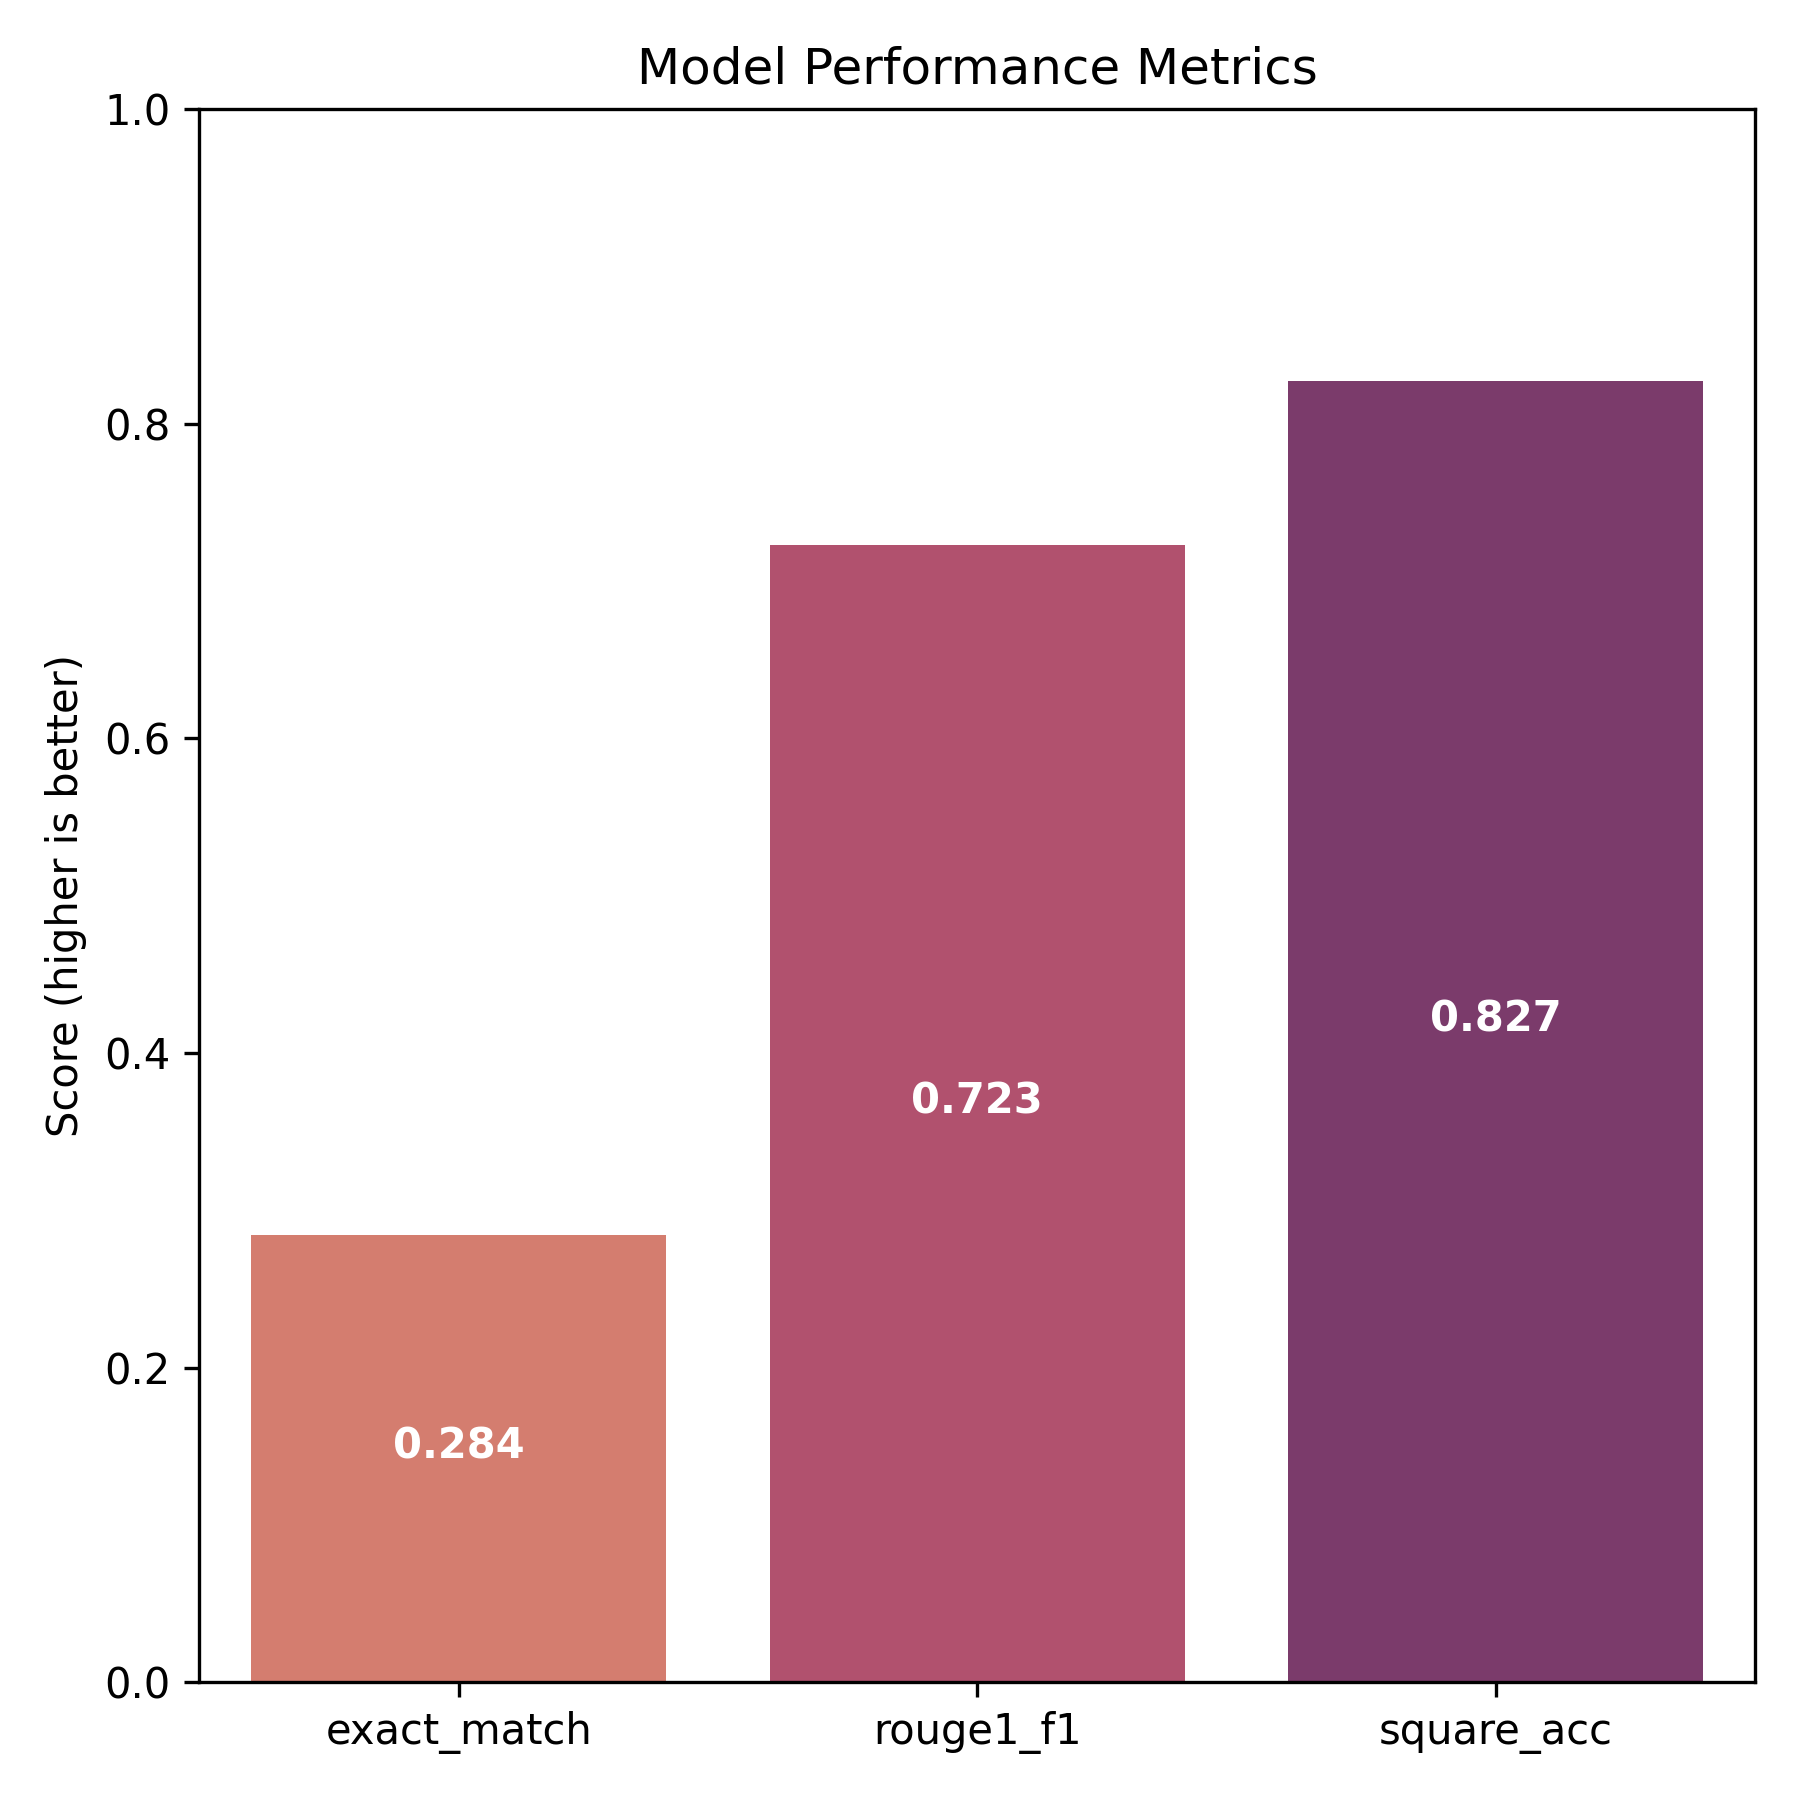 Model Performance Metrics
Score (higher is better)
1.0
0.8
0.6
0.4
0.2
0.0
0.284
0.723
0.827
exact_match
rouge1_f1
square_acc